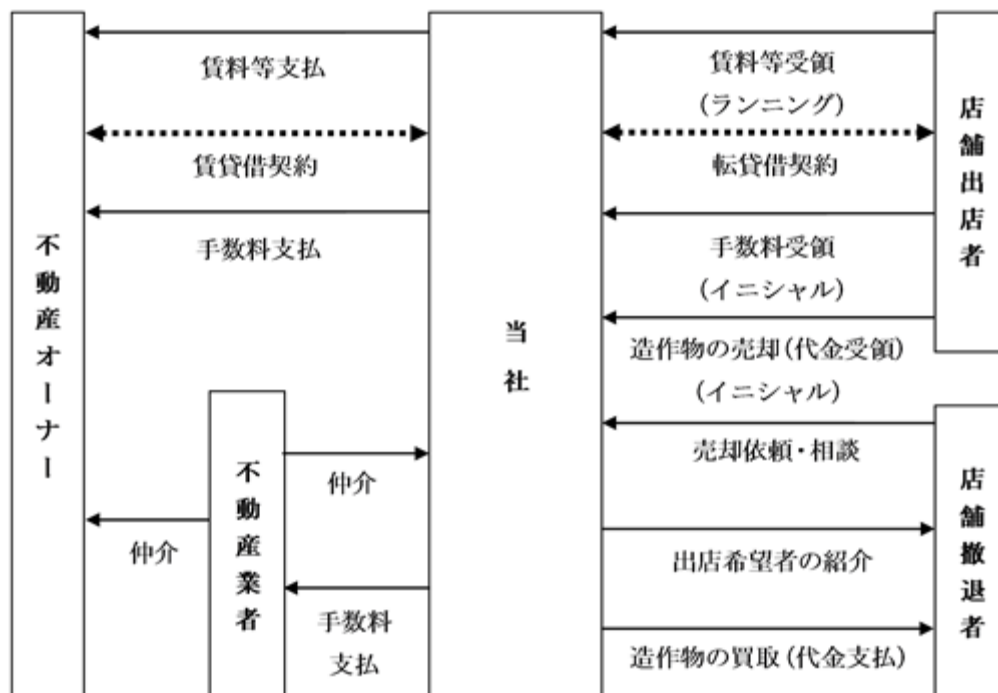 不動産オーナー
賃料等支払
賃貸借契約
手数料支払
不動産業者
仲介
仲介
手数料
支払
当社
賃料等受領
(ランニング)
転貸借契約
手数料受領
(イニシャル)
造作物の売却(代金受領)
(イニシャル)
売却依頼・相談
出店希望者の紹介
造作物の買取(代金支払)
店舗出店者
店舗撤退者